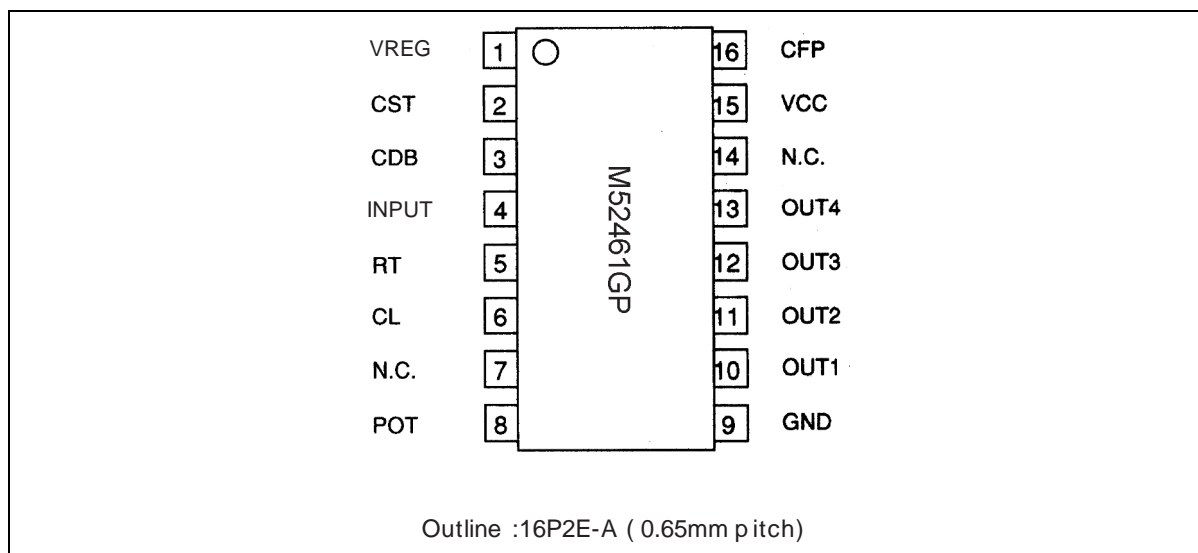 VREG 1 16 CFP
CST 2 15 VCC
CDB 3 14 N.C.
INPUT 4 13 OUT4
RT 5 12 OUT3
CL 6 11 OUT2
N.C. 7 10 OUT1
POT 8 9 GND
M52461GP
Outline :16P2E-A ( 0.65mm p itch)